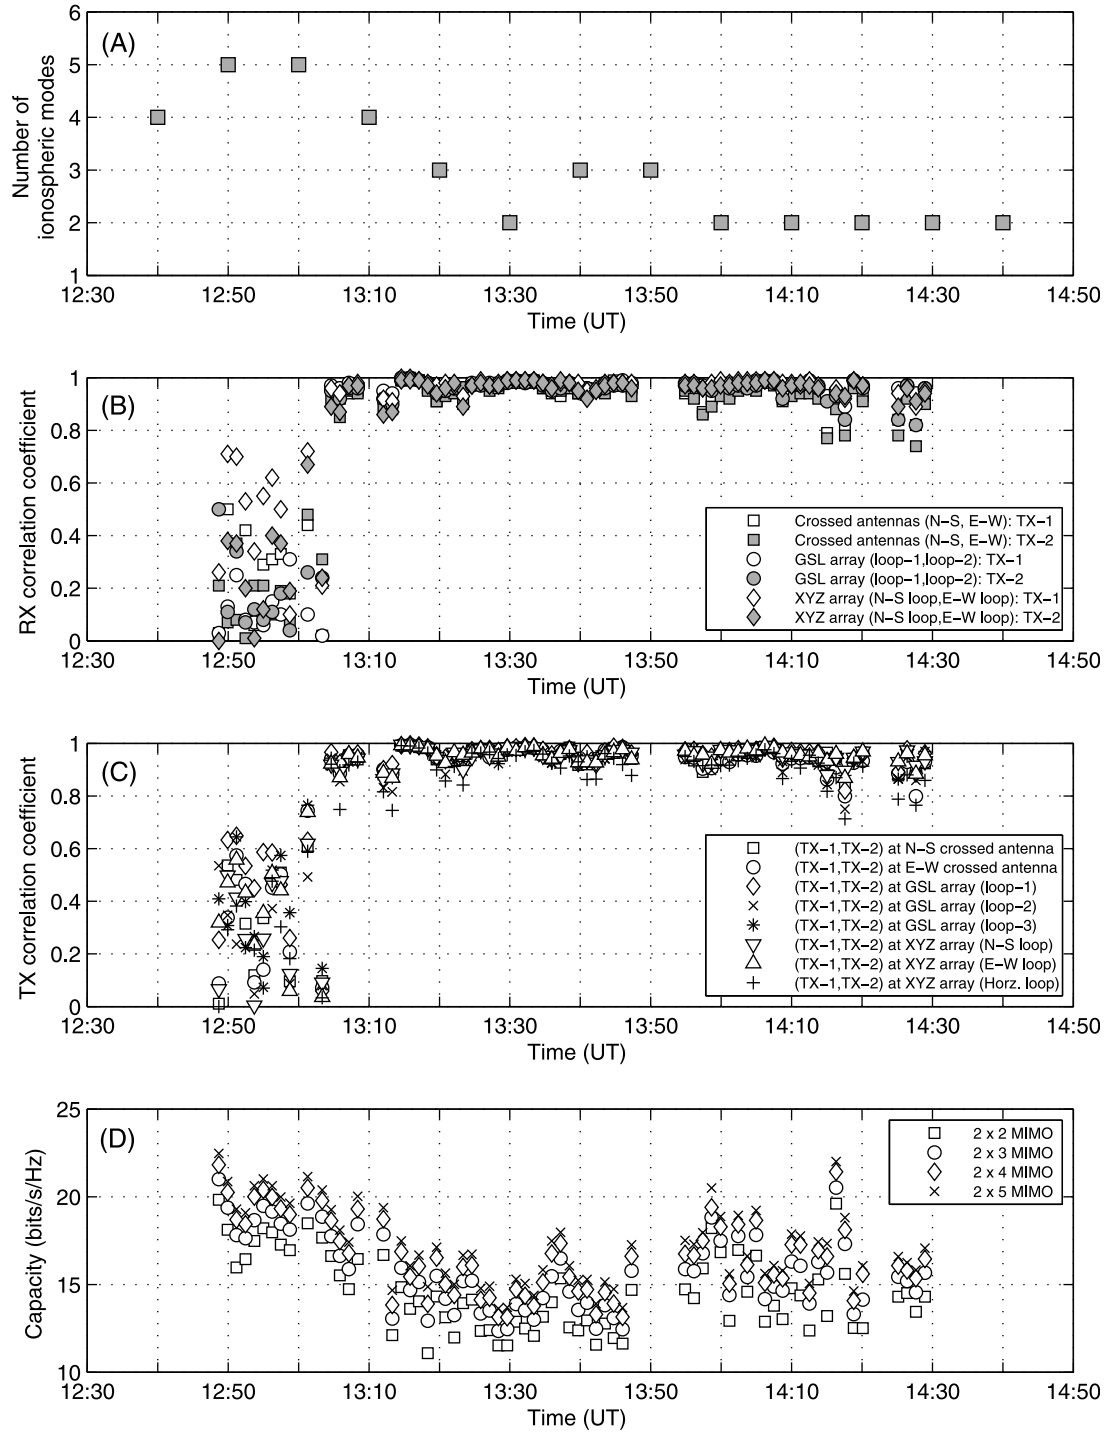 6
5
4
3
2
1
(A)
Number of
ionospheric modes
12:30 12:50 13:10 13:30 13:50 14:10 14:30 14:50
Time (UT)
1
0.8
0.6
0.4
0.2
0
(B)
RX correlation coefficient
Crossed antennas (N−S, E−W): TX−1
Crossed antennas (N−S, E−W): TX−2
GSL array (loop−1,loop−2): TX−1
GSL array (loop−1,loop−2): TX−2
XYZ array (N−S loop,E−W loop): TX−1
XYZ array (N−S loop,E−W loop): TX−2
12:30 12:50 13:10 13:30 13:50 14:10 14:30 14:50
Time (UT)
1
0.8
0.6
0.4
0.2
0
(C)
TX correlation coefficient
(TX−1,TX−2) at N−S crossed antenna
(TX−1,TX−2) at E−W crossed antenna
(TX−1,TX−2) at GSL array (loop−1)
(TX−1,TX−2) at GSL array (loop−2)
(TX−1,TX−2) at GSL array (loop−3)
(TX−1,TX−2) at XYZ array (N−S loop)
(TX−1,TX−2) at XYZ array (E−W loop)
(TX−1,TX−2) at XYZ array (Horz. loop)
12:30 12:50 13:10 13:30 13:50 14:10 14:30 14:50
Time (UT)
25
20
15
10
(D)
Capacity (bits/s/Hz)
2 x 2 MIMO
2 x 3 MIMO
2 x 4 MIMO
2 x 5 MIMO
12:30 12:50 13:10 13:30 13:50 14:10 14:30 14:50
Time (UT)